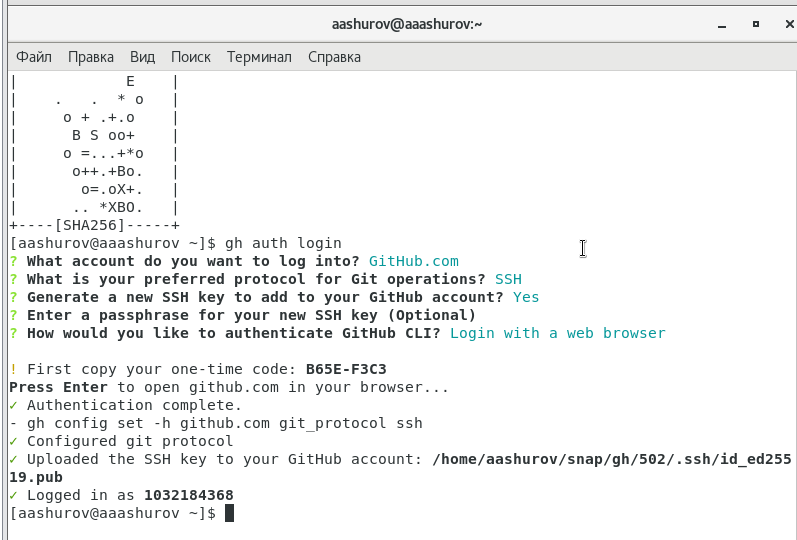 aashurov@aaashurov:~
Файл Правка Вид Поиск Терминал Справка
|            E    |
|    .   .  * o   |
|     o + .+.o    |
|      B S oo+    |
|     o =...+*o   |
|      o++.+Bo.   |
|       o=.oX+.   |
|      .. *XBO.   |
+----[SHA256]-----+
[aashurov@aaashurov ~]$ gh auth login
? What account do you want to log into? GitHub.com
? What is your preferred protocol for Git operations? SSH
? Generate a new SSH key to add to your GitHub account? Yes
? Enter a passphrase for your new SSH key (Optional)
? How would you like to authenticate GitHub CLI? Login with a web browser
! First copy your one-time code: B65E-F3C3
Press Enter to open github.com in your browser...
✓ Authentication complete.
- gh config set -h github.com git_protocol ssh
✓ Configured git protocol
✓ Uploaded the SSH key to your GitHub account: /home/aashurov/snap/gh/502/.ssh/id_ed255
19.pub
✓ Logged in as 1032184368
[aashurov@aaashurov ~]$